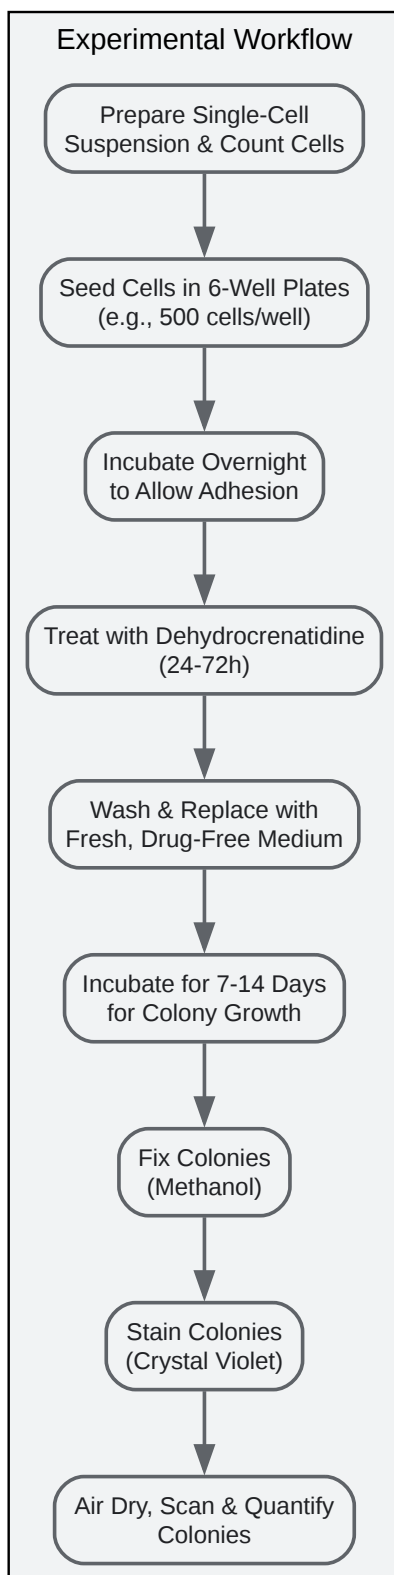 Experimental Workflow
Prepare Single-Cell
Suspension & Count Cells
Seed Cells in 6-Well Plates
(e.g., 500 cells/well)
Incubate Overnight
to Allow Adhesion
Treat with Dehydrocrenatidine
(24-72h)
Wash & Replace with
Fresh, Drug-Free Medium
Incubate for 7-14 Days
for Colony Growth
Fix Colonies
(Methanol)
Stain Colonies
(Crystal Violet)
Air Dry, Scan & Quantify
Colonies